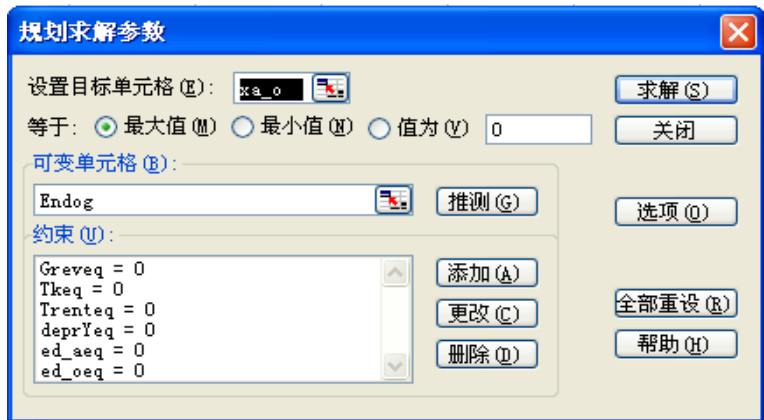 规划求解参数
设置目标单元格(E): xa_o 求解(S)
等于: 最大值(M) 最小值(N) 值为(V) 0 关闭
可变单元格(B):
Endog 推测(G) 选项(O)
约束(U):
Greveq = 0 添加(A)
Tkeq = 0
Trenteq = 0 更改(C) 全部重设(R)
deprYeq = 0
ed_aeq = 0 删除(D) 帮助(H)
ed_oeq = 0